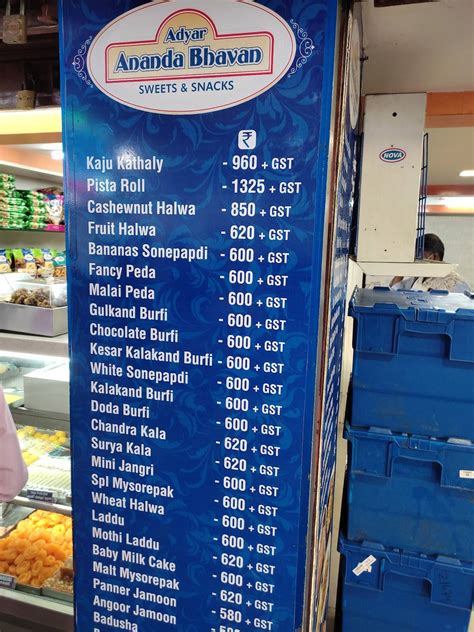 Adyar
Ananda Bhavan
SWEETS & SNACKS
₹
Kaju Kathaly - 960 + GST
Pista Roll - 1325 + GST
Cashewnut Halwa - 850 + GST
Fruit Halwa - 620 + GST
Bananas Sonepapdi - 600 + GST
Fancy Peda - 600 + GST
Malai Peda - 600 + GST
Gulkand Burfi - 600 + GST
Chocolate Burfi - 600 + GST
Kesar Kalakand Burfi - 600 + GST
White Sonepapdi - 600 + GST
Kalakand Burfi - 600 + GST
Doda Burfi - 600 + GST
Chandra Kala - 620 + GST
Surya Kala - 620 + GST
Mini Jangri - 600 + GST
Spl Mysorepak - 600 + GST
Wheat Halwa - 600 + GST
Laddu - 600 + GST
Mothi Laddu - 620 + GST
Baby Milk Cake - 600 + GST
Malt Mysorepak - 620 + GST
Panner Jamoon - 580 + GST
Angoor Jamoon - 580 + GST
Badusha
NOVA